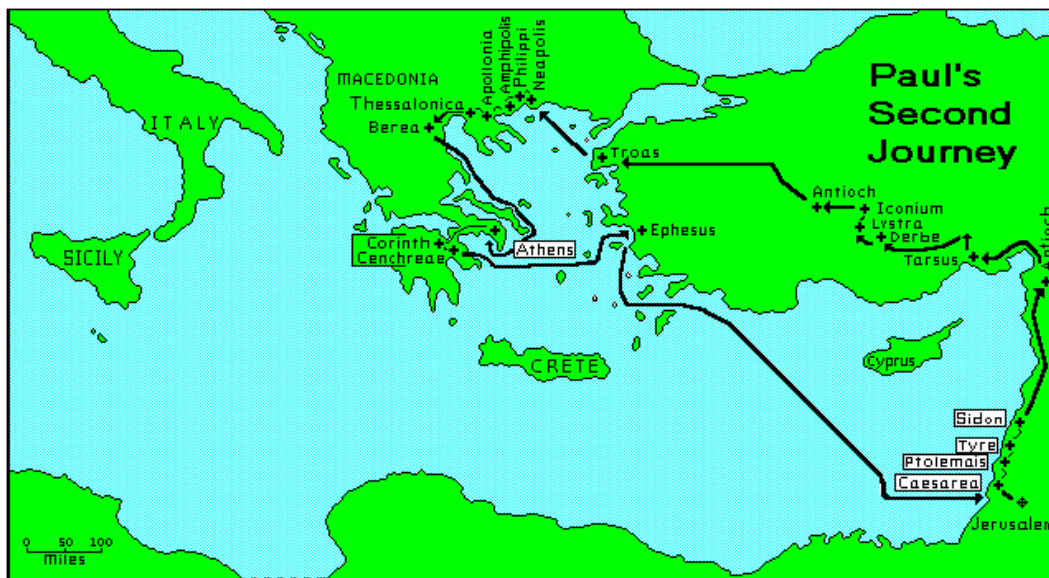 Paul's
Second
Journey
MACEDONIA
Apollonia
Amphipolis
Philippi
Neapolis
Thessalonica
Berea
ITALY
Troas
Antioch
Iconium
Lystra
Derbe
Tarsus
Antioch
Ephesus
Athens
Corinth
Cenchreae
SICILY
CRETE
Cyprus
Sidon
Tyre
Ptolemais
Caesarea
Jerusalem
0 50 100
Miles